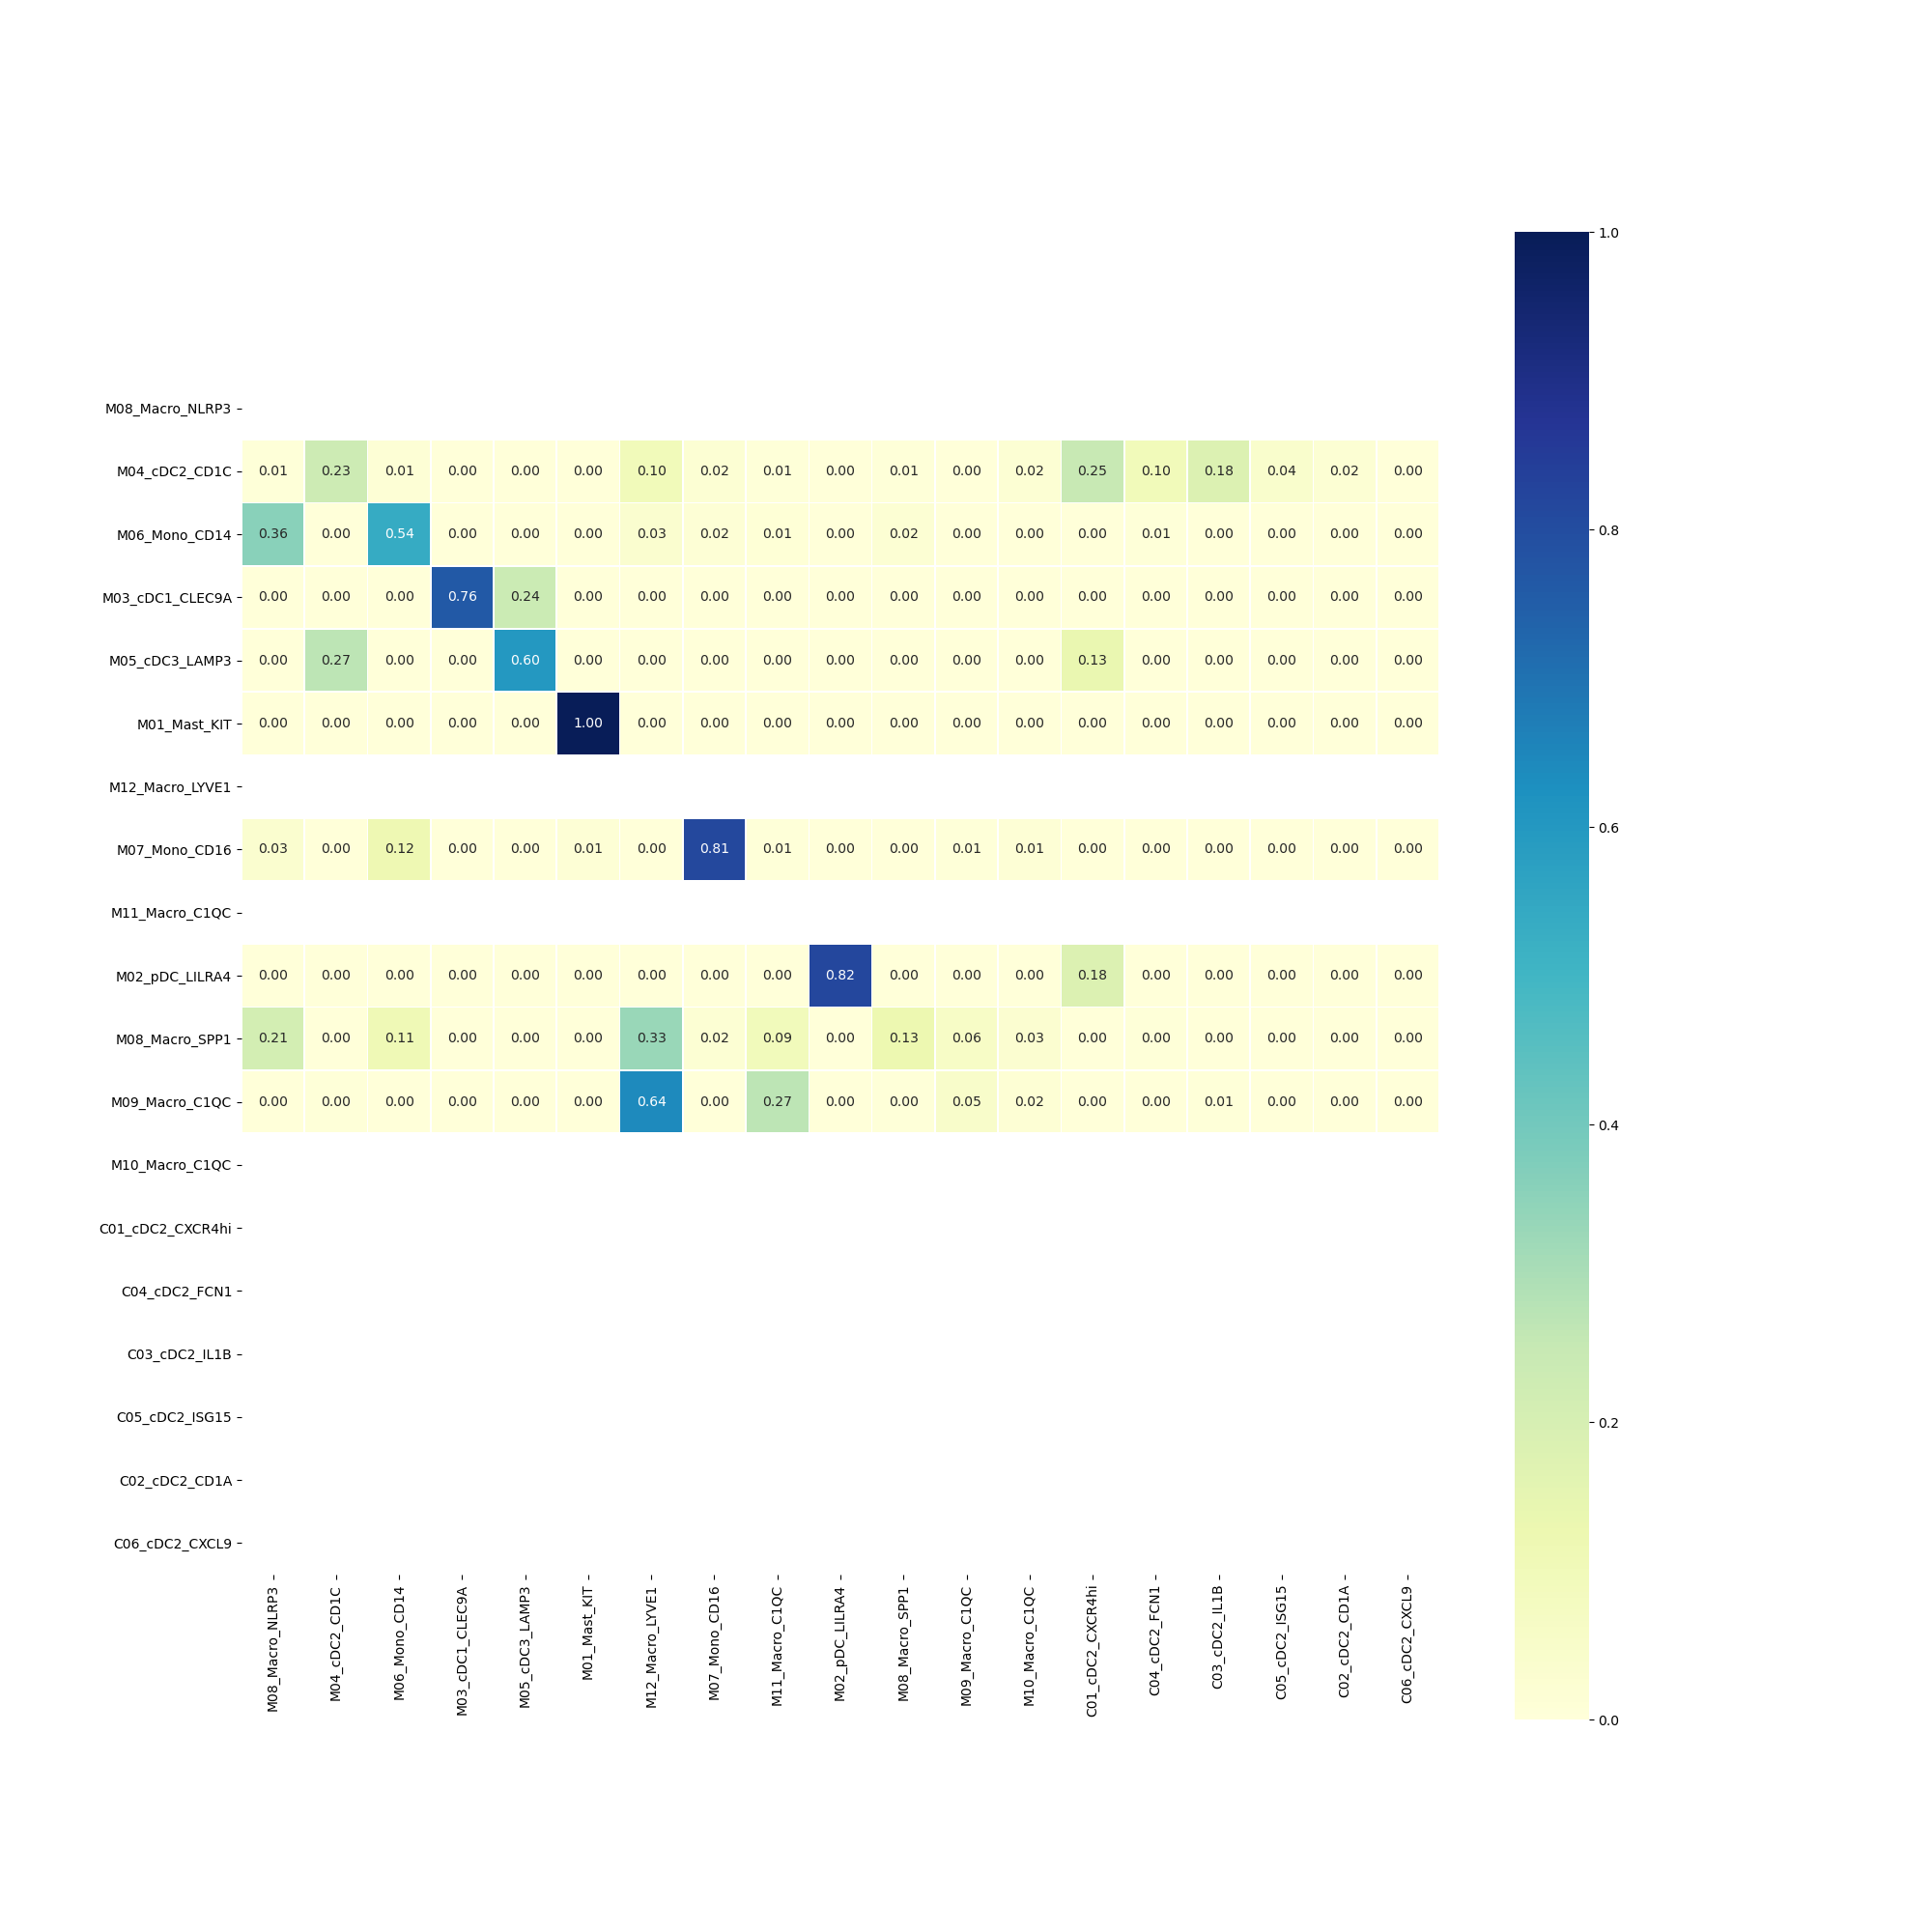 1.0
M08_Macro_NLRP3
M04_cDC2_CD1C 0.01 0.23 0.01 0.00 0.00 0.00 0.10 0.02 0.01 0.00 0.01 0.00 0.02 0.25 0.10 0.18 0.04 0.02 0.00
0.8
M06_Mono_CD14 0.36 0.00 0.54 0.00 0.00 0.00 0.03 0.02 0.01 0.00 0.02 0.00 0.00 0.00 0.01 0.00 0.00 0.00 0.00
M03_cDC1_CLEC9A 0.00 0.00 0.00 0.76 0.24 0.00 0.00 0.00 0.00 0.00 0.00 0.00 0.00 0.00 0.00 0.00 0.00 0.00 0.00
M05_cDC3_LAMP3 0.00 0.27 0.00 0.00 0.60 0.00 0.00 0.00 0.00 0.00 0.00 0.00 0.00 0.13 0.00 0.00 0.00 0.00 0.00
M01_Mast_KIT 0.00 0.00 0.00 0.00 0.00 1.00 0.00 0.00 0.00 0.00 0.00 0.00 0.00 0.00 0.00 0.00 0.00 0.00 0.00
M12_Macro_LYVE1
0.6
M07_Mono_CD16 0.03 0.00 0.12 0.00 0.00 0.01 0.00 0.81 0.01 0.00 0.00 0.01 0.01 0.00 0.00 0.00 0.00 0.00 0.00
M11_Macro_C1QC
M02_pDC_LILRA4 0.00 0.00 0.00 0.00 0.00 0.00 0.00 0.00 0.00 0.82 0.00 0.00 0.00 0.18 0.00 0.00 0.00 0.00 0.00
M08_Macro_SPP1 0.21 0.00 0.11 0.00 0.00 0.00 0.33 0.02 0.09 0.00 0.13 0.06 0.03 0.00 0.00 0.00 0.00 0.00 0.00
M09_Macro_C1QC 0.00 0.00 0.00 0.00 0.00 0.00 0.64 0.00 0.27 0.00 0.00 0.05 0.02 0.00 0.00 0.01 0.00 0.00 0.00
0.4
M10_Macro_C1QC
C01_cDC2_CXCR4hi
C04_cDC2_FCN1
C03_cDC2_IL1B
C05_cDC2_ISG15
0.2
C02_cDC2_CD1A
C06_cDC2_CXCL9
M08_Macro_NLRP3
M04_cDC2_CD1C
M06_Mono_CD14
M03_cDC1_CLEC9A
M05_cDC3_LAMP3
M01_Mast_KIT
M12_Macro_LYVE1
M07_Mono_CD16
M11_Macro_C1QC
M02_pDC_LILRA4
M08_Macro_SPP1
M09_Macro_C1QC
M10_Macro_C1QC
C01_cDC2_CXCR4hi
C04_cDC2_FCN1
C03_cDC2_IL1B
C05_cDC2_ISG15
C02_cDC2_CD1A
C06_cDC2_CXCL9
0.0